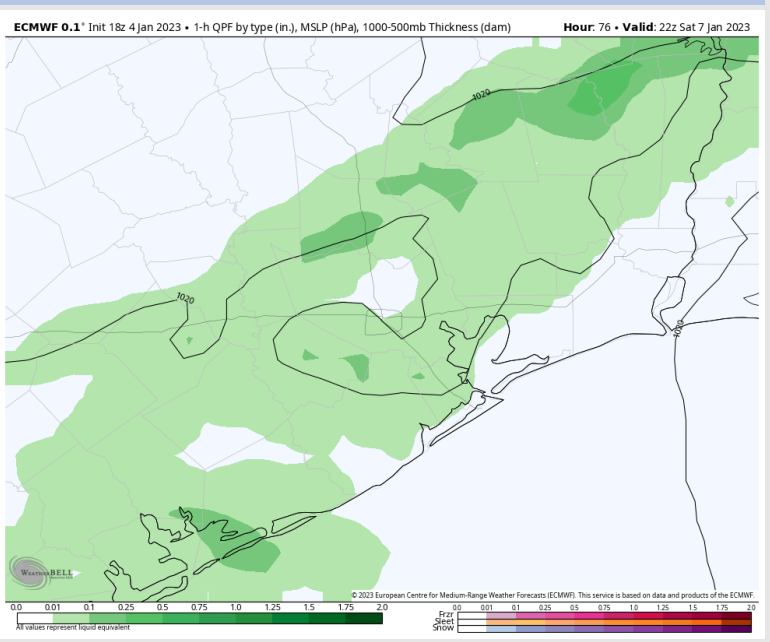 ECMWF 0.1° Init 18z 4 Jan 2023 • 1-h QPF by type (in.), MSLP (hPa), 1000-500mb Thickness (dam)
Hour: 76 • Valid: 22z Sat 7 Jan 2023
1020
1020
1020
WEATHERBELL
© 2023 European Centre for Medium-Range Weather Forecasts (ECMWF). This service is based on data and products of the ECMWF.
0.0 0.01 0.1 0.25 0.5 0.75 1.0 1.25 1.5 1.75 2.0
All values represent liquid equivalent
0.0 0.01 0.1 0.25 0.5 0.75 1.0 1.25 1.5 1.75 2.0
Frzr
Sleet
Snow